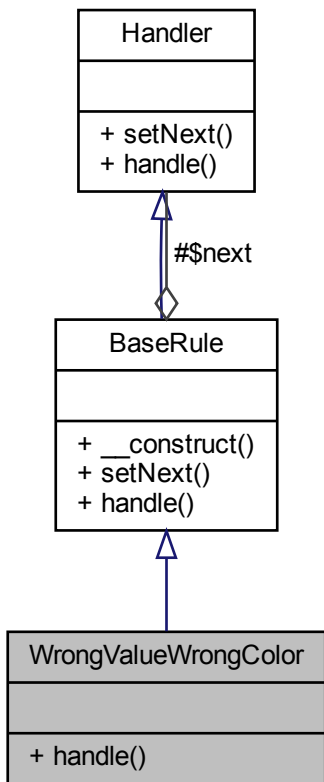 Handler
+ setNext()
+ handle()
#$next
BaseRule
+ __construct()
+ setNext()
+ handle()
WrongValueWrongColor
+ handle()